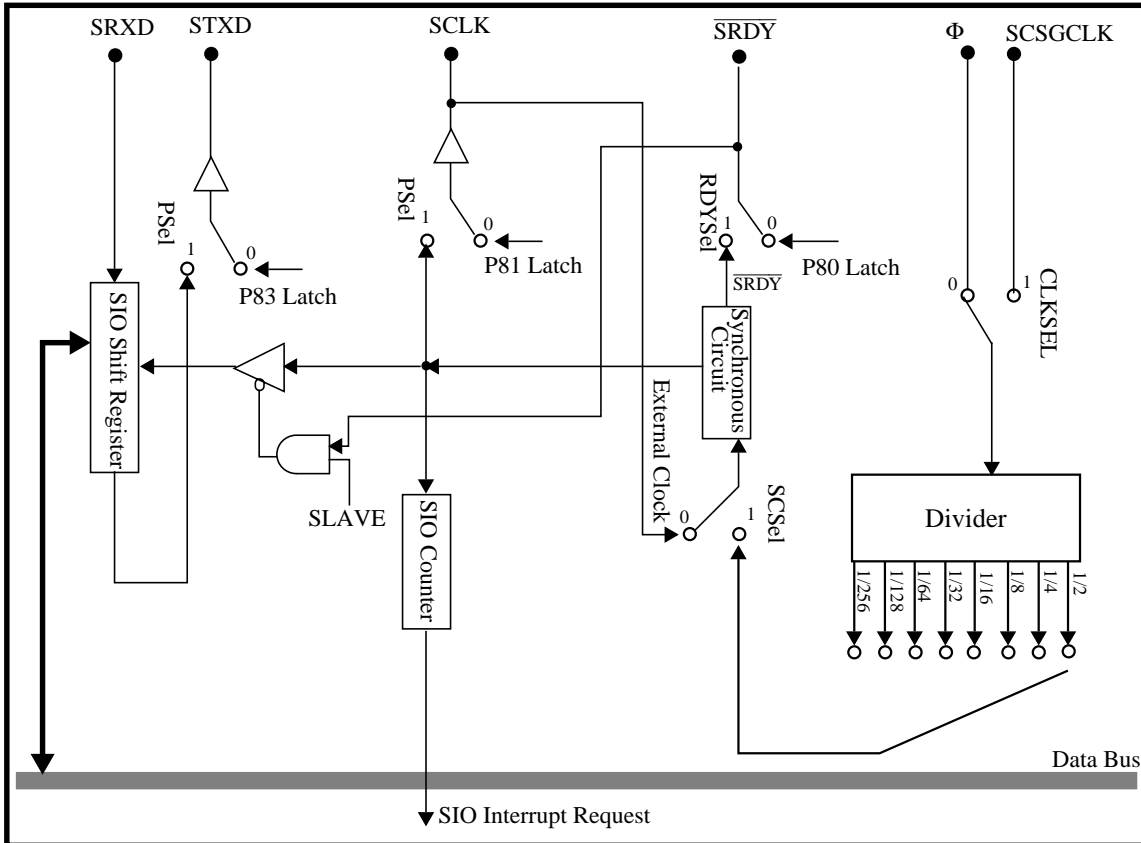 SRXD
STXD
SCLK
SRDY
Φ
SCSGCLK
PSel
1
0
P83 Latch
PSel
1
0
P81 Latch
RDYSel
1
0
P80 Latch
SRDY
0
1
CLKSEL
SIO Shift Register
Synchronous
Circuit
External Clock
SLAVE
SIO Counter
0
1
SCSel
Divider
1/256
1/128
1/64
1/32
1/16
1/8
1/4
1/2
Data Bus
SIO Interrupt Request